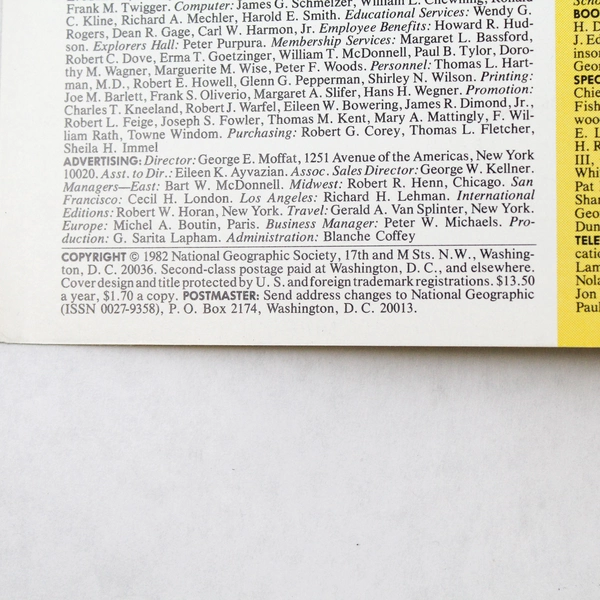 Frank M. Twigger. Computer: James G. Schmelzer, William L.
C. Kline, Richard A. Mechler, Harold E. Smith. Educational Services: Wendy G.
Rogers, Dean R. Gage, Carl W. Harmon, Jr. Employee Benefits: Howard R. Hud-
son. Explorers Hall: Peter Purpura. Membership Services: Margaret L. Bassford,
Robert C. Dove, Erma T. Goetzinger, William T. McDonnell, Paul B. Tylor, Doro-
thy M. Wagner, Marguerite M. Wise, Peter F. Woods. Personnel: Thomas L. Hart-
man, M.D., Robert E. Howell, Glenn G. Pepperman, Shirley N. Wilson. Printing:
Joe M. Barlett, Frank S. Oliverio, Margaret A. Slifer, Hans H. Wegner. Promotion:
Charles T. Kneeland, Robert J. Warfel, Eileen W. Bowering, James R. Dimond, Jr.,
Robert L. Feige, Joseph S. Fowler, Thomas M. Kent, Mary A. Mattingly, F. Wil-
liam Rath, Towne Windom. Purchasing: Robert G. Corey, Thomas L. Fletcher,
Sheila H. Immel
ADVERTISING: Director: George E. Moffat, 1251 Avenue of the Americas, New York
10020. Asst. to Dir.: Eileen K. Ayvazian. Assoc. Sales Director: George W. Kellner.
Managers—East: Bart W. McDonnell. Midwest: Robert R. Henn, Chicago. San
Francisco: Cecil H. London. Los Angeles: Richard H. Lehman. International
Editions: Robert W. Horan, New York. Travel: Gerald A. Van Splinter, New York.
Europe: Michel A. Boutin, Paris. Business Manager: Peter W. Michaels. Pro-
duction: G. Sarita Lapham. Administration: Blanche Coffey
COPYRIGHT © 1982 National Geographic Society, 17th and M Sts. N.W., Washing-
ton, D. C. 20036. Second-class postage paid at Washington, D. C., and elsewhere.
Cover design and title protected by U. S. and foreign trademark registrations. $13.50
a year, $1.70 a copy. POSTMASTER: Send address changes to National Geographic
(ISSN 0027-9358), P. O. Box 2174, Washington, D. C. 20013.
BOO
H. D
J. Ed
inson
Geor
SPEC
Chie
Fish
woo
E. L
H. R
III,
Whi
Pat
Shar
Geo
Dun
TELE
catio
Lam
Nola
Jon
Paul